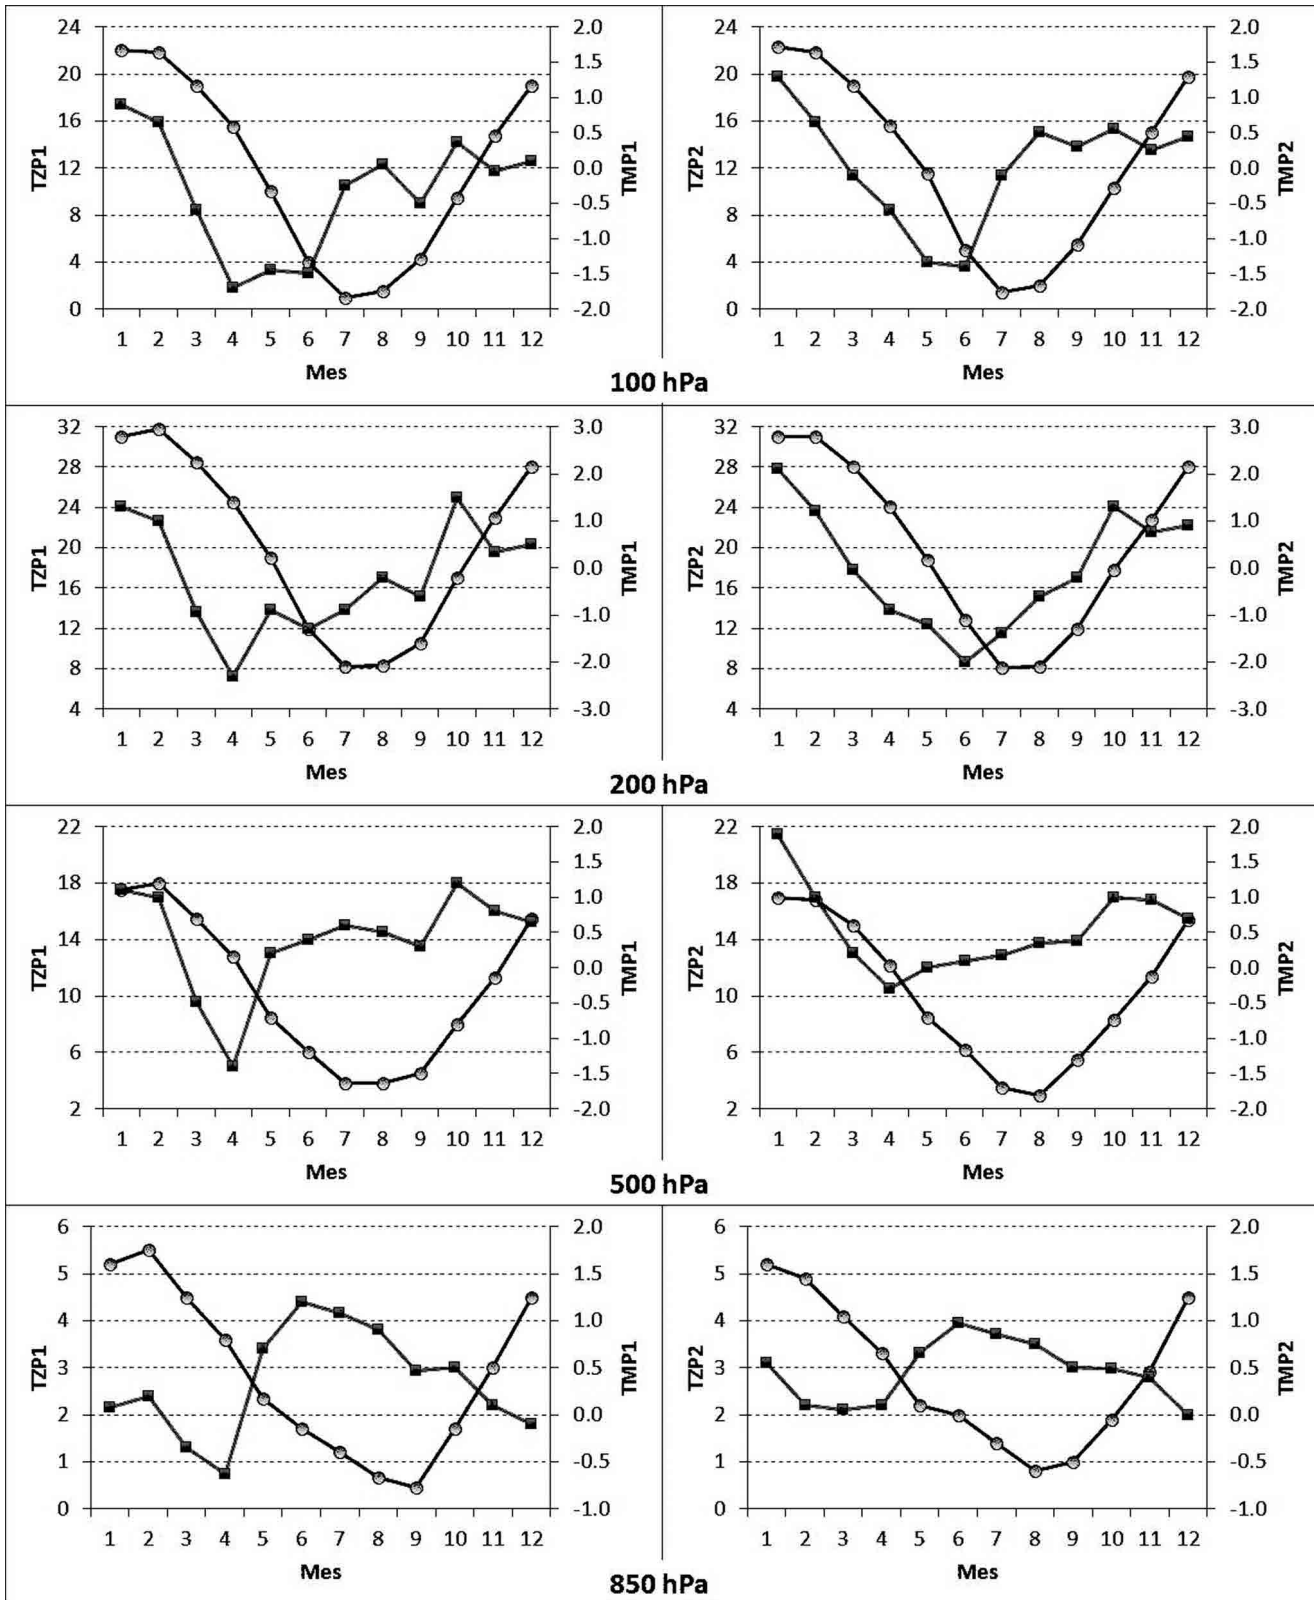 24 20 16 12 8 4 0
TZP1
2.0 1.5 1.0 0.5 0.0 -0.5 -1.0 -1.5 -2.0
TMP1
1 2 3 4 5 6 7 8 9 10 11 12
Mes
24 20 16 12 8 4 0
TZP2
2.0 1.5 1.0 0.5 0.0 -0.5 -1.0 -1.5 -2.0
TMP2
1 2 3 4 5 6 7 8 9 10 11 12
Mes
100 hPa
32 28 24 20 16 12 8 4
TZP1
3.0 2.0 1.0 0.0 -1.0 -2.0 -3.0
TMP1
1 2 3 4 5 6 7 8 9 10 11 12
Mes
32 28 24 20 16 12 8 4
TZP2
3.0 2.0 1.0 0.0 -1.0 -2.0 -3.0
TMP2
1 2 3 4 5 6 7 8 9 10 11 12
Mes
200 hPa
22 18 14 10 6 2
TZP1
2.0 1.5 1.0 0.5 0.0 -0.5 -1.0 -1.5 -2.0
TMP1
1 2 3 4 5 6 7 8 9 10 11 12
Mes
22 18 14 10 6 2
TZP2
2.0 1.5 1.0 0.5 0.0 -0.5 -1.0 -1.5 -2.0
TMP2
1 2 3 4 5 6 7 8 9 10 11 12
Mes
500 hPa
6 5 4 3 2 1 0
TZP1
2.0 1.5 1.0 0.5 0.0 -0.5 -1.0
TMP1
1 2 3 4 5 6 7 8 9 10 11 12
Mes
6 5 4 3 2 1 0
TZP2
2.0 1.5 1.0 0.5 0.0 -0.5 -1.0
TMP2
1 2 3 4 5 6 7 8 9 10 11 12
Mes
850 hPa